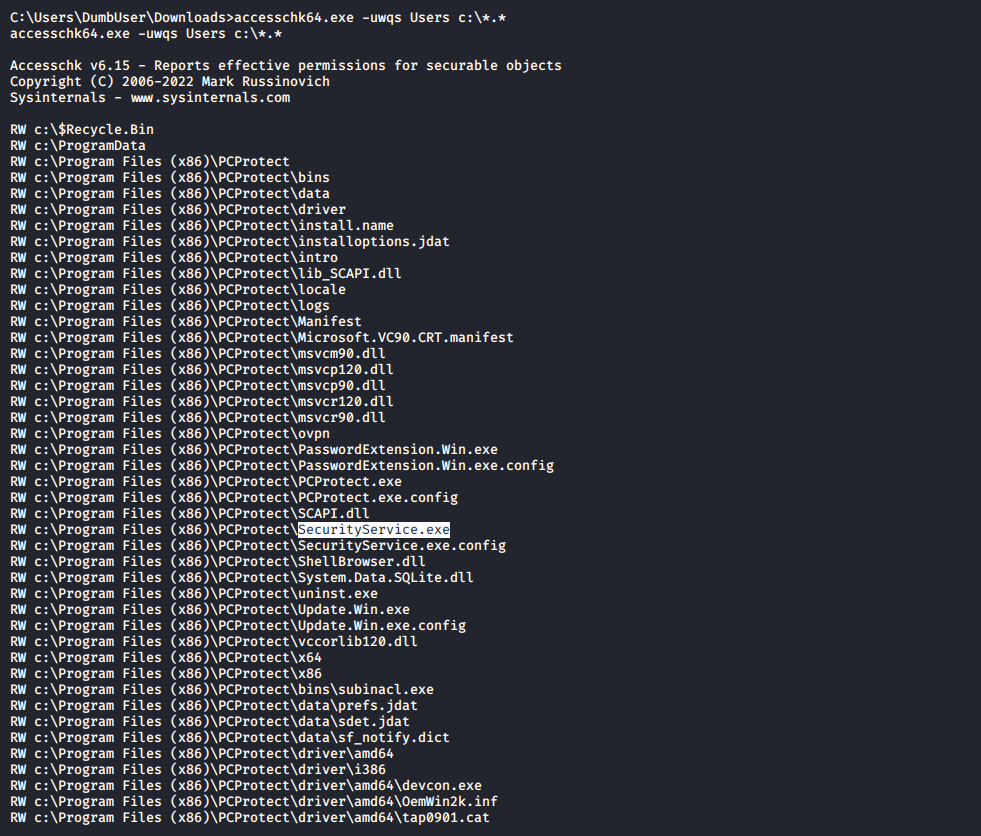 C:\Users\DumbUser\Downloads>accesschk64.exe -uwqs Users c:\*.*
accesschk64.exe -uwqs Users c:\*.*
Accesschk v6.15 - Reports effective permissions for securable objects
Copyright (C) 2006-2022 Mark Russinovich
Sysinternals - www.sysinternals.com
RW c:\$Recycle.Bin
RW c:\ProgramData
RW c:\Program Files (x86)\PCProtect
RW c:\Program Files (x86)\PCProtect\bins
RW c:\Program Files (x86)\PCProtect\data
RW c:\Program Files (x86)\PCProtect\driver
RW c:\Program Files (x86)\PCProtect\install.name
RW c:\Program Files (x86)\PCProtect\installoptions.jdat
RW c:\Program Files (x86)\PCProtect\intro
RW c:\Program Files (x86)\PCProtect\lib_SCAPI.dll
RW c:\Program Files (x86)\PCProtect\locale
RW c:\Program Files (x86)\PCProtect\logs
RW c:\Program Files (x86)\PCProtect\Manifest
RW c:\Program Files (x86)\PCProtect\Microsoft.VC90.CRT.manifest
RW c:\Program Files (x86)\PCProtect\msvcm90.dll
RW c:\Program Files (x86)\PCProtect\msvcp120.dll
RW c:\Program Files (x86)\PCProtect\msvcp90.dll
RW c:\Program Files (x86)\PCProtect\msvcr120.dll
RW c:\Program Files (x86)\PCProtect\msvcr90.dll
RW c:\Program Files (x86)\PCProtect\ovpn
RW c:\Program Files (x86)\PCProtect\PasswordExtension.Win.exe
RW c:\Program Files (x86)\PCProtect\PasswordExtension.Win.exe.config
RW c:\Program Files (x86)\PCProtect\PCProtect.exe
RW c:\Program Files (x86)\PCProtect\PCProtect.exe.config
RW c:\Program Files (x86)\PCProtect\SCAPI.dll
RW c:\Program Files (x86)\PCProtect\SecurityService.exe
RW c:\Program Files (x86)\PCProtect\SecurityService.exe.config
RW c:\Program Files (x86)\PCProtect\ShellBrowser.dll
RW c:\Program Files (x86)\PCProtect\System.Data.SQLite.dll
RW c:\Program Files (x86)\PCProtect\uninst.exe
RW c:\Program Files (x86)\PCProtect\Update.Win.exe
RW c:\Program Files (x86)\PCProtect\Update.Win.exe.config
RW c:\Program Files (x86)\PCProtect\vccorlib120.dll
RW c:\Program Files (x86)\PCProtect\x64
RW c:\Program Files (x86)\PCProtect\x86
RW c:\Program Files (x86)\PCProtect\bins\subinacl.exe
RW c:\Program Files (x86)\PCProtect\data\prefs.jdat
RW c:\Program Files (x86)\PCProtect\data\sdet.jdat
RW c:\Program Files (x86)\PCProtect\data\sf_notify.dict
RW c:\Program Files (x86)\PCProtect\driver\amd64
RW c:\Program Files (x86)\PCProtect\driver\i386
RW c:\Program Files (x86)\PCProtect\driver\amd64\devcon.exe
RW c:\Program Files (x86)\PCProtect\driver\amd64\OemWin2k.inf
RW c:\Program Files (x86)\PCProtect\driver\amd64\tap0901.cat